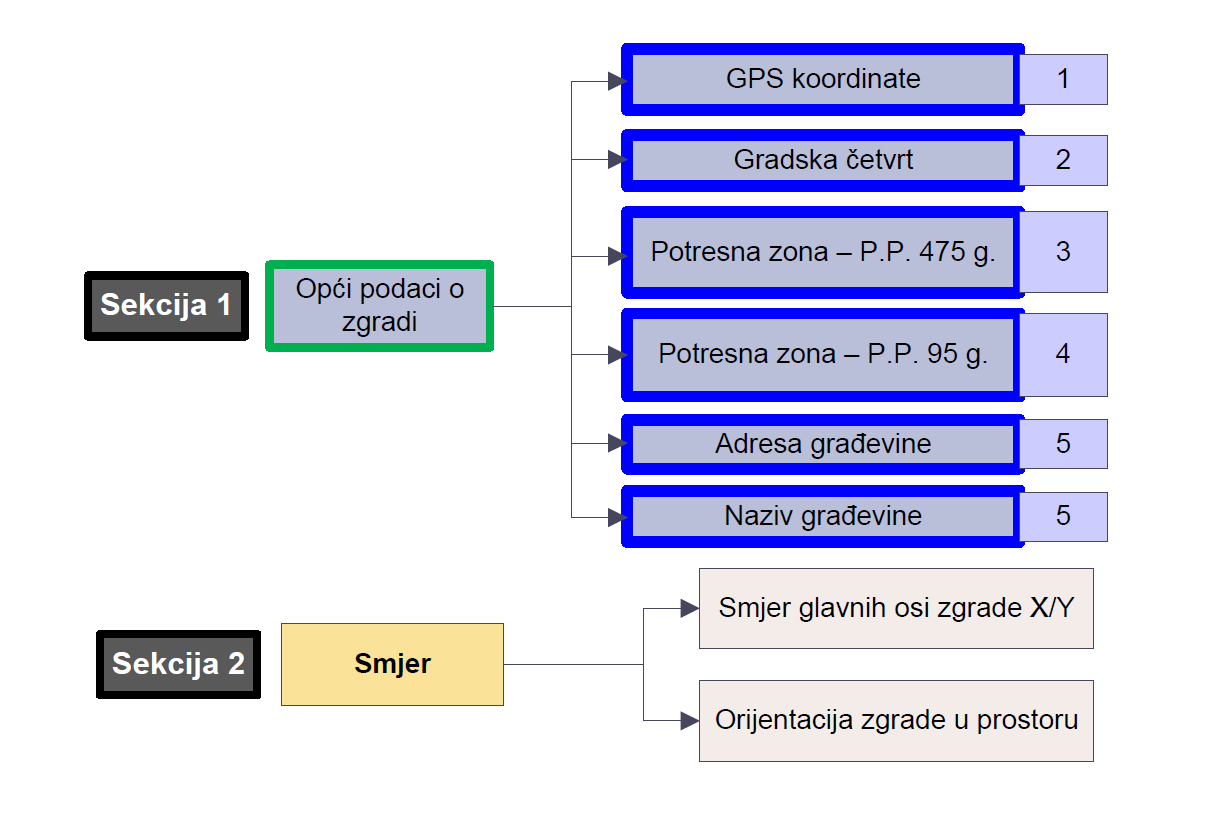 GPS koordinate 1
Gradska četvrt 2
Potresna zona – P.P. 475 g. 3
Sekcija 1
Opći podaci o
zgradi
Potresna zona – P.P. 95 g. 4
Adresa građevine 5
Naziv građevine 5
Smjer glavnih osi zgrade X/Y
Sekcija 2
Smjer
Orijentacija zgrade u prostoru